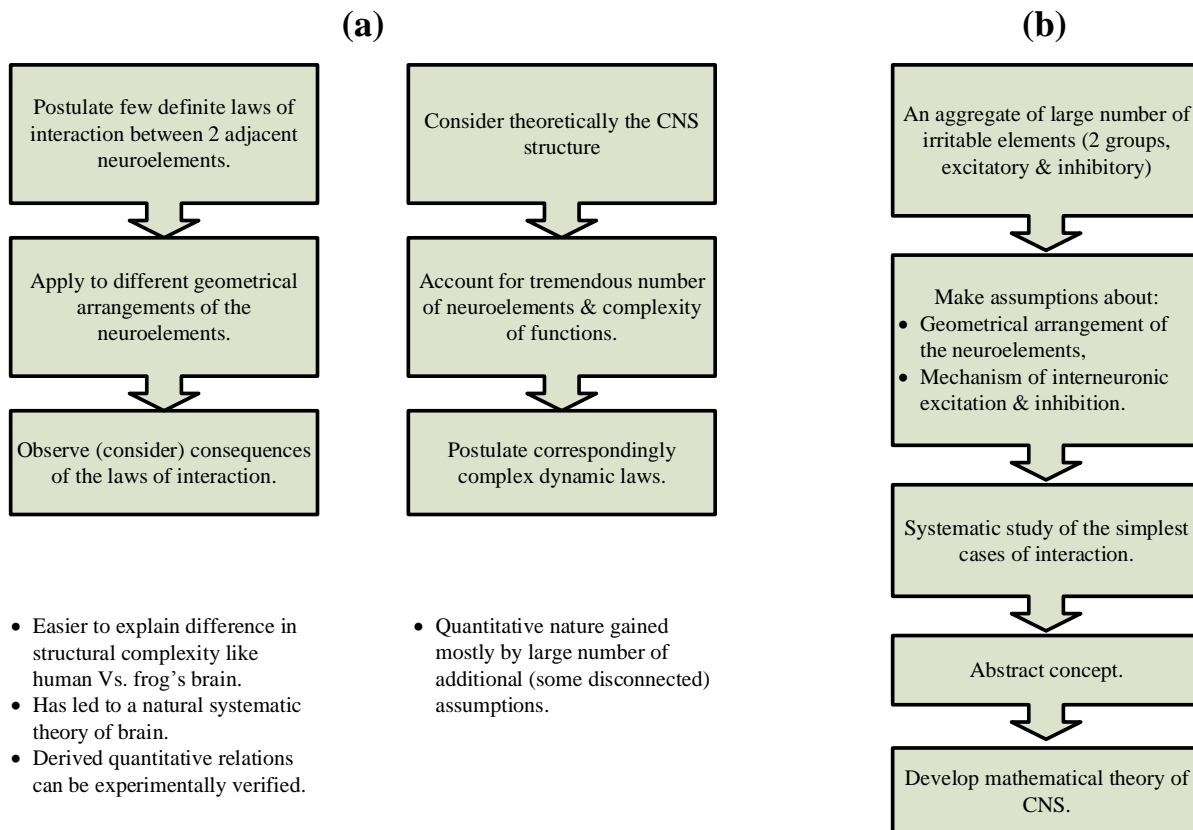 (a)
Postulate few definite laws of
interaction between 2 adjacent
neuroelements.
Apply to different geometrical
arrangements of the
neuroelements.
Observe (consider) consequences
of the laws of interaction.
• Easier to explain difference in
structural complexity like
human Vs. frog’s brain.
• Has led to a natural systematic
theory of brain.
• Derived quantitative relations
can be experimentally verified.
Consider theoretically the CNS
structure
Account for tremendous number
of neuroelements & complexity
of functions.
Postulate correspondingly
complex dynamic laws.
• Quantitative nature gained
mostly by large number of
additional (some disconnected)
assumptions.
(b)
An aggregate of large number of
irritable elements (2 groups,
excitatory & inhibitory)
Make assumptions about:
• Geometrical arrangement of
the neuroelements,
• Mechanism of interneuronic
excitation & inhibition.
Systematic study of the simplest
cases of interaction.
Abstract concept.
Develop mathematical theory of
CNS.